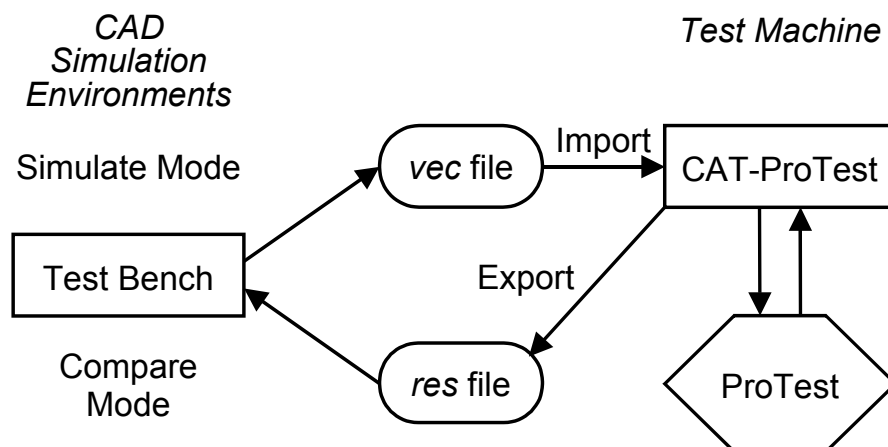 CAD
Simulation
Environments
Test Machine
Simulate Mode
vec file
Import
CAT-ProTest
Test Bench
Export
Compare
Mode
res file
ProTest